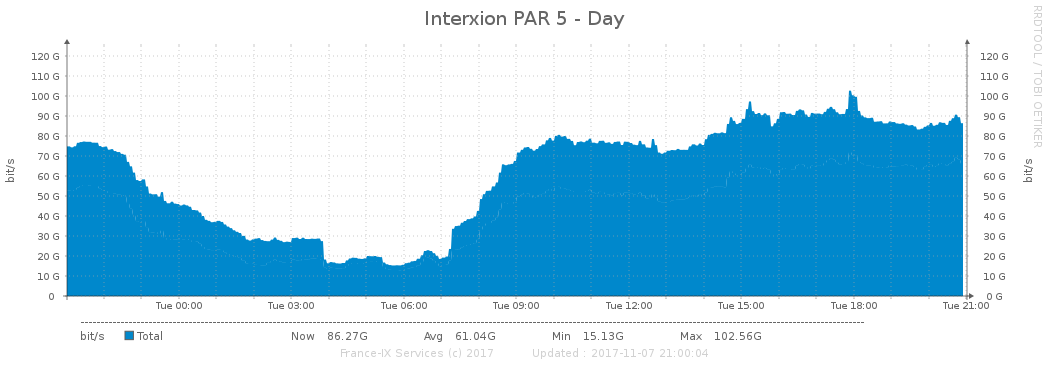 Interxion PAR 5 - Day
RRDTOOL / TOBI OETIKER
bit/s
120 G 120 G
110 G 110 G
100 G 100 G
90 G 90 G
80 G 80 G
70 G 70 G
60 G 60 G
50 G 50 G
40 G 40 G
30 G 30 G
20 G 20 G
10 G 10 G
0 0 G
bit/s
Tue 00:00 Tue 03:00 Tue 06:00 Tue 09:00 Tue 12:00 Tue 15:00 Tue 18:00 Tue 21:00
bit/s Total Now 86.27G Avg 61.04G Min 15.13G Max 102.56G
France-IX Services (c) 2017 Updated : 2017-11-07 21:00:04